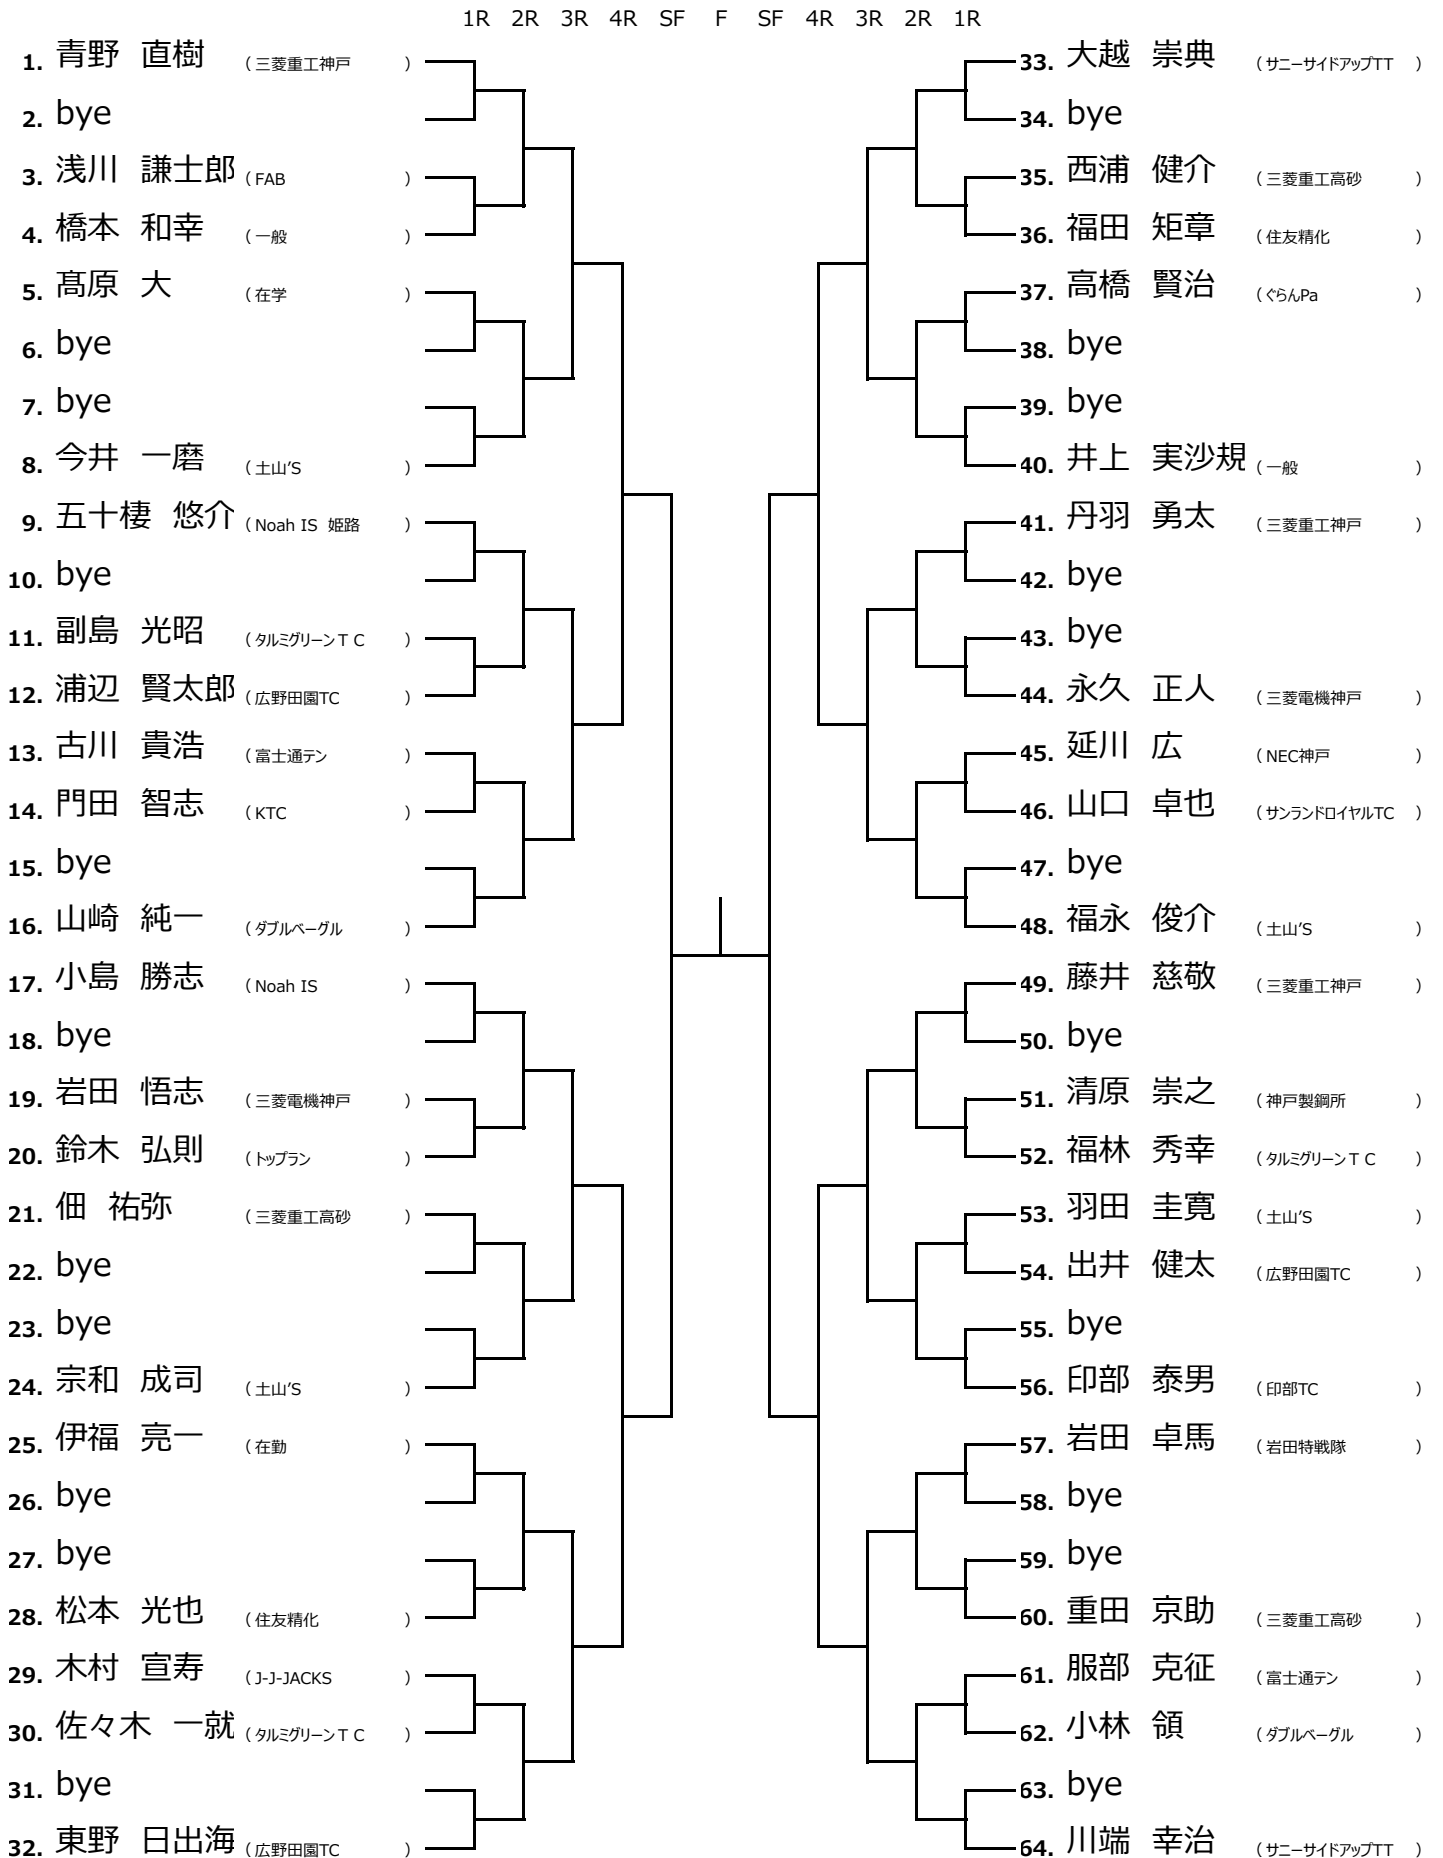 1R 2R 3R 4R SF F SF 4R 3R 2R 1R
1. 青野 直樹 （三菱重工神戸 ）
2. bye
3. 浅川 謙士郎 （FAB ）
4. 橋本 和幸 （一般 ）
5. 髙原 大 （在学 ）
6. bye
7. bye
8. 今井 一磨 （土山'S ）
9. 五十棲 悠介 （Noah IS 姫路 ）
10. bye
11. 副島 光昭 （タルミグリーンＴＣ ）
12. 浦辺 賢太郎 （広野田園TC ）
13. 古川 貴浩 （富士通テン ）
14. 門田 智志 （KTC ）
15. bye
16. 山崎 純一 （ダブルベーグル ）
17. 小島 勝志 （Noah IS ）
18. bye
19. 岩田 悟志 （三菱電機神戸 ）
20. 鈴木 弘則 （トップラン ）
21. 佃 祐弥 （三菱重工高砂 ）
22. bye
23. bye
24. 宗和 成司 （土山'S ）
25. 伊福 亮一 （在勤 ）
26. bye
27. bye
28. 松本 光也 （住友精化 ）
29. 木村 宣寿 （J-J-JACKS ）
30. 佐々木 一就 （タルミグリーンＴＣ ）
31. bye
32. 東野 日出海 （広野田園TC ）
33. 大越 崇典 （サニーサイドアップTT ）
34. bye
35. 西浦 健介 （三菱重工高砂 ）
36. 福田 矩章 （住友精化 ）
37. 高橋 賢治 （ぐらんPa ）
38. bye
39. bye
40. 井上 実沙規 （一般 ）
41. 丹羽 勇太 （三菱重工神戸 ）
42. bye
43. bye
44. 永久 正人 （三菱電機神戸 ）
45. 延川 広 （NEC神戸 ）
46. 山口 卓也 （サンランドロイヤルTC ）
47. bye
48. 福永 俊介 （土山'S ）
49. 藤井 慈敬 （三菱重工神戸 ）
50. bye
51. 清原 崇之 （神戸製鋼所 ）
52. 福林 秀幸 （タルミグリーンＴＣ ）
53. 羽田 圭寛 （土山'S ）
54. 出井 健太 （広野田園TC ）
55. bye
56. 印部 泰男 （印部TC ）
57. 岩田 卓馬 （岩田特戦隊 ）
58. bye
59. bye
60. 重田 京助 （三菱重工高砂 ）
61. 服部 克征 （富士通テン ）
62. 小林 領 （ダブルベーグル ）
63. bye
64. 川端 幸治 （サニーサイドアップTT ）